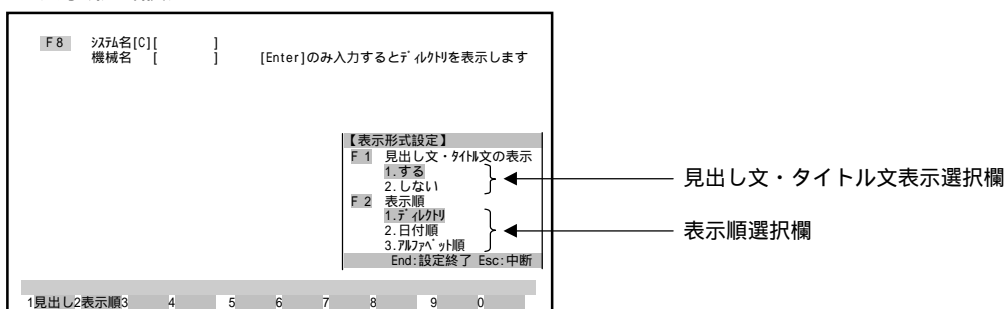 F8 ｼｽﾃﾑ名[C][ ]
機械名 [ ] [Enter]のみ入力するとﾃﾞｨﾚｸﾄﾘを表示します
【表示形式設定】
F1 見出し文・ﾀｲﾄﾙ文の表示
1.する
2.しない
F2 表示順
1.ﾃﾞｨﾚｸﾄﾘ
2.日付順
3.ｱﾙﾌｧﾍﾞｯﾄ順
End:設定終了 Esc:中断
見出し文・タイトル文表示選択欄
表示順選択欄
1見出し2表示順3 4 5 6 7 8 9 0